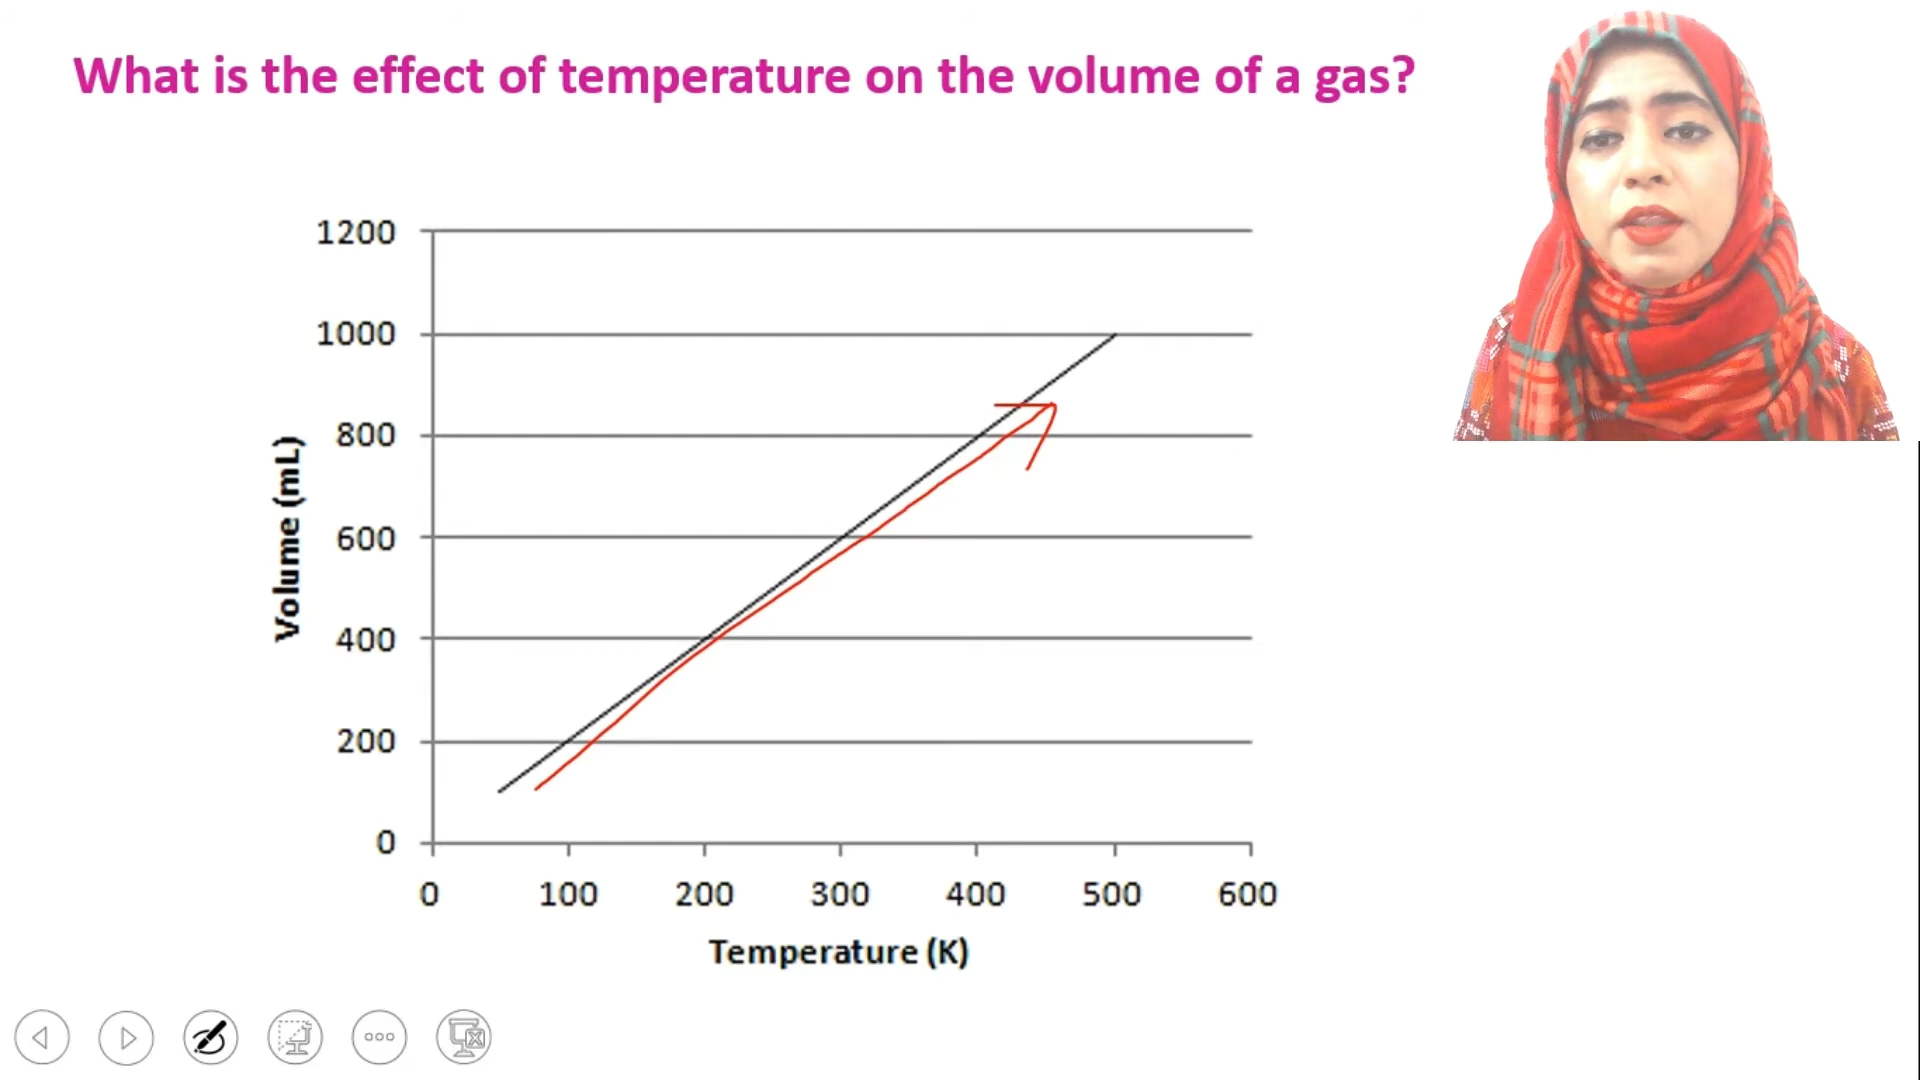 What is the effect of temperature on the volume of a gas?
1200
1000
800
600
400
200
0
Volume (mL)
0 100 200 300 400 500 600
Temperature (K)